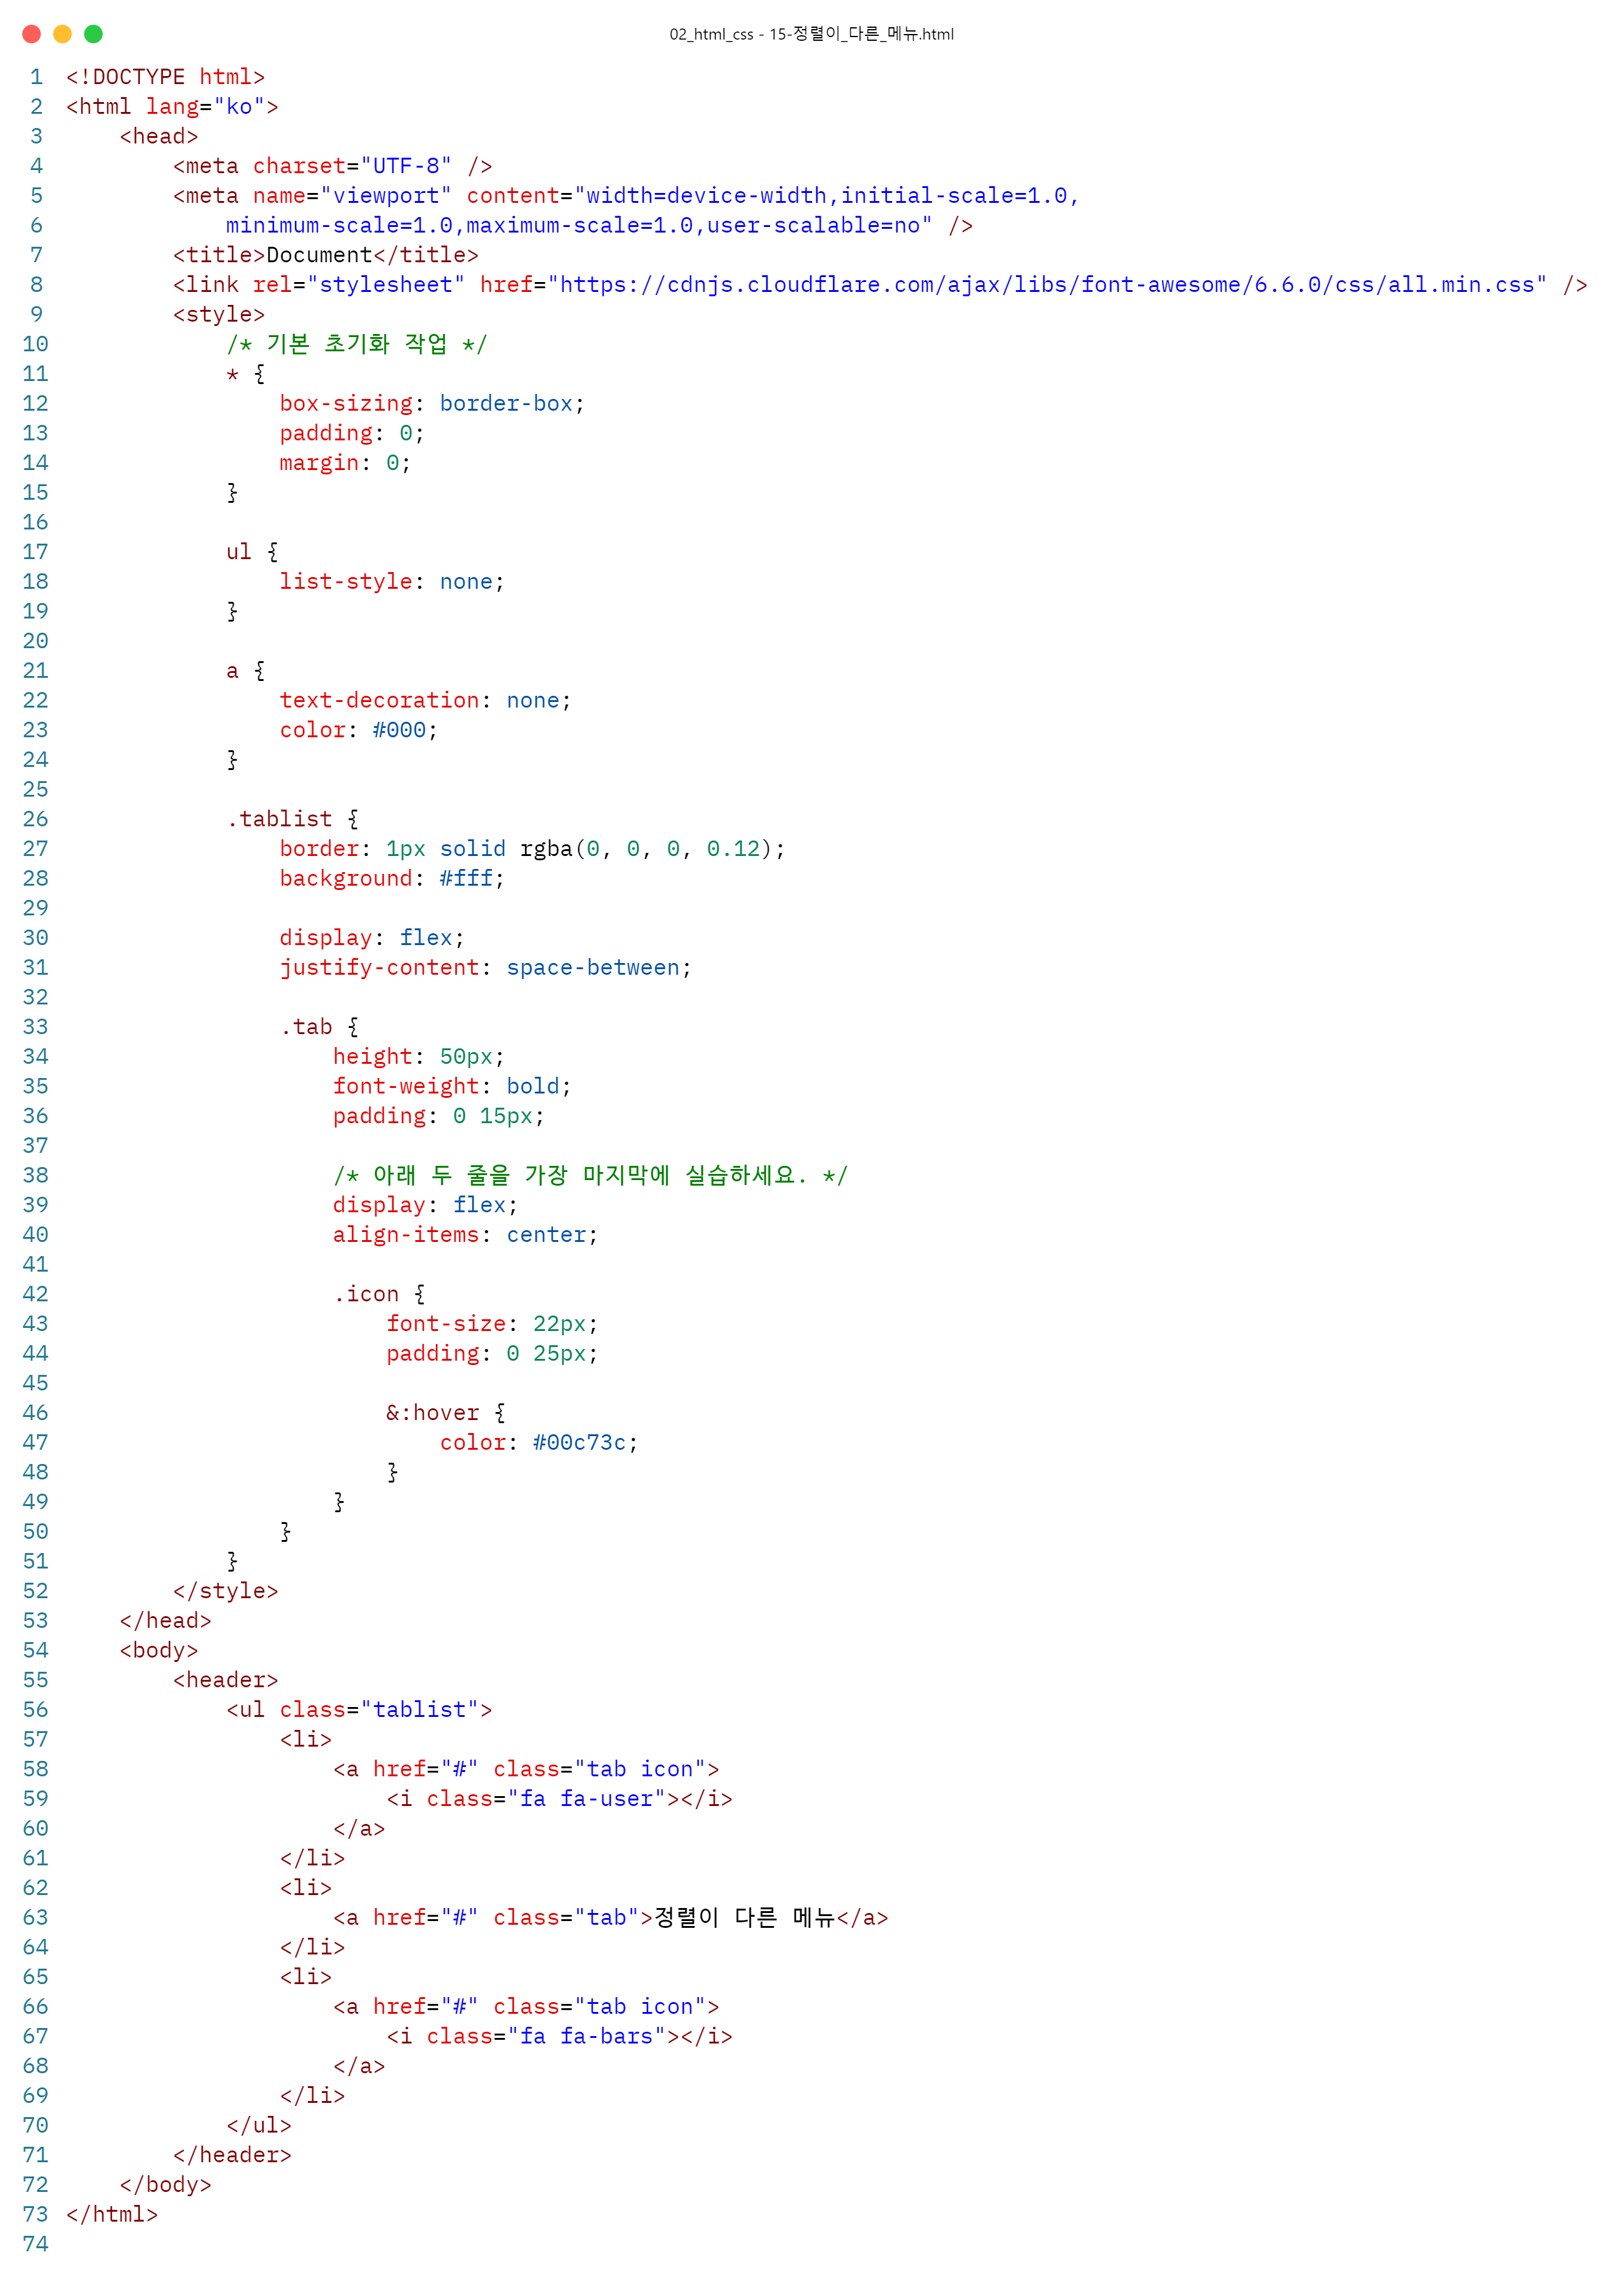 02_html_css - 15-정렬이_다른_메뉴.html
1 <!DOCTYPE html>
2 <html lang="ko">
3     <head>
4         <meta charset="UTF-8" />
5         <meta name="viewport" content="width=device-width,initial-scale=1.0,
6             minimum-scale=1.0,maximum-scale=1.0,user-scalable=no" />
7         <title>Document</title>
8         <link rel="stylesheet" href="https://cdnjs.cloudflare.com/ajax/libs/font-awesome/6.6.0/css/all.min.css" />
9         <style>
10             /* 기본 초기화 작업 */
11             * {
12                 box-sizing: border-box;
13                 padding: 0;
14                 margin: 0;
15             }
16
17             ul {
18                 list-style: none;
19             }
20
21             a {
22                 text-decoration: none;
23                 color: #000;
24             }
25
26             .tablist {
27                 border: 1px solid rgba(0, 0, 0, 0.12);
28                 background: #fff;
29
30                 display: flex;
31                 justify-content: space-between;
32
33                 .tab {
34                     height: 50px;
35                     font-weight: bold;
36                     padding: 0 15px;
37
38                     /* 아래 두 줄을 가장 마지막에 실습하세요. */
39                     display: flex;
40                     align-items: center;
41
42                     .icon {
43                         font-size: 22px;
44                         padding: 0 25px;
45
46                         &:hover {
47                             color: #00c73c;
48                         }
49                     }
50                 }
51             }
52         </style>
53     </head>
54     <body>
55         <header>
56             <ul class="tablist">
57                 <li>
58                     <a href="#" class="tab icon">
59                         <i class="fa fa-user"></i>
60                     </a>
61                 </li>
62                 <li>
63                     <a href="#" class="tab">정렬이 다른 메뉴</a>
64                 </li>
65                 <li>
66                     <a href="#" class="tab icon">
67                         <i class="fa fa-bars"></i>
68                     </a>
69                 </li>
70             </ul>
71         </header>
72     </body>
73 </html>
74